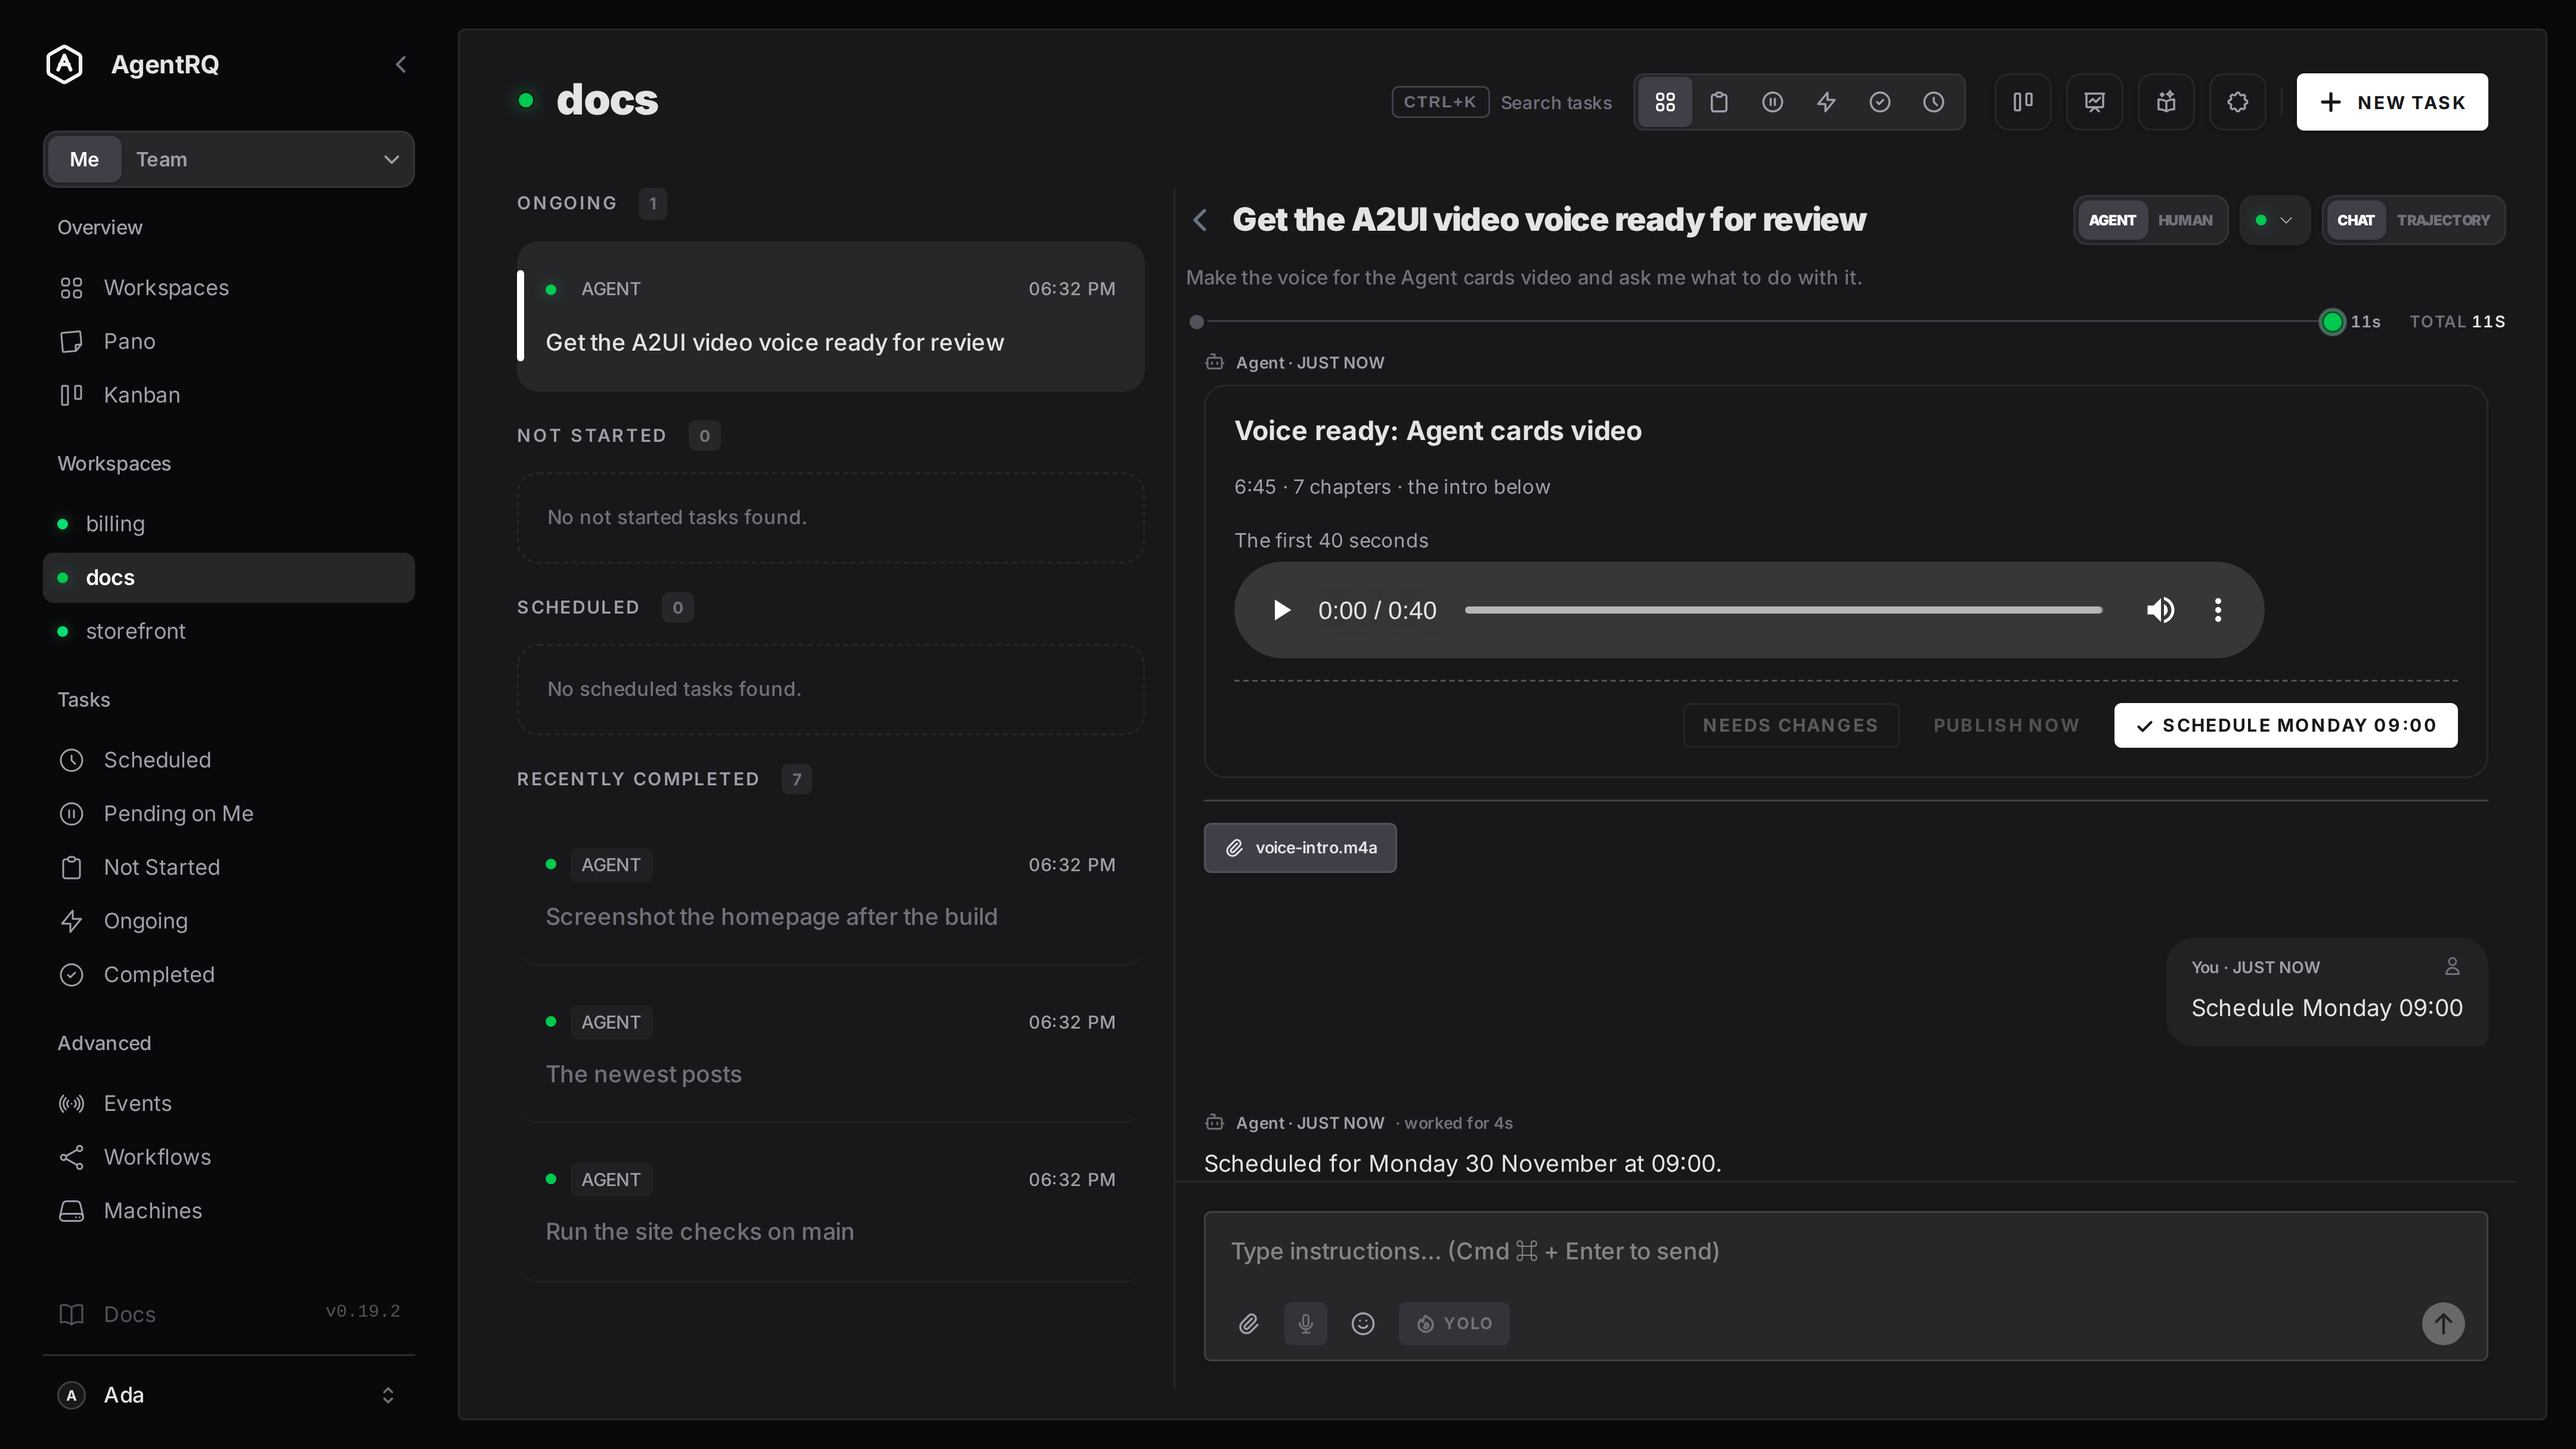 AgentRQ
Me
Team
Overview
Workspaces
Pano
Kanban
Workspaces
billing
docs
storefront
Tasks
Scheduled
Pending on Me
Not Started
Ongoing
Completed
Advanced
Events
Workflows
Machines
Docs
v0.19.2
A
Ada
docs
CTRL+K
Search tasks
NEW TASK
ONGOING 1
AGENT
06:32 PM
Get the A2UI video voice ready for review
NOT STARTED 0
No not started tasks found.
SCHEDULED 0
No scheduled tasks found.
RECENTLY COMPLETED 7
AGENT
06:32 PM
Screenshot the homepage after the build
AGENT
06:32 PM
The newest posts
AGENT
06:32 PM
Run the site checks on main
Get the A2UI video voice ready for review
AGENT
HUMAN
CHAT
TRAJECTORY
Make the voice for the Agent cards video and ask me what to do with it.
11s
TOTAL 11S
Agent · JUST NOW
Voice ready: Agent cards video
6:45 · 7 chapters · the intro below
The first 40 seconds
0:00 / 0:40
NEEDS CHANGES
PUBLISH NOW
SCHEDULE MONDAY 09:00
voice-intro.m4a
You · JUST NOW
Schedule Monday 09:00
Agent · JUST NOW · worked for 4s
Scheduled for Monday 30 November at 09:00.
Type instructions... (Cmd ⌘ + Enter to send)
YOLO